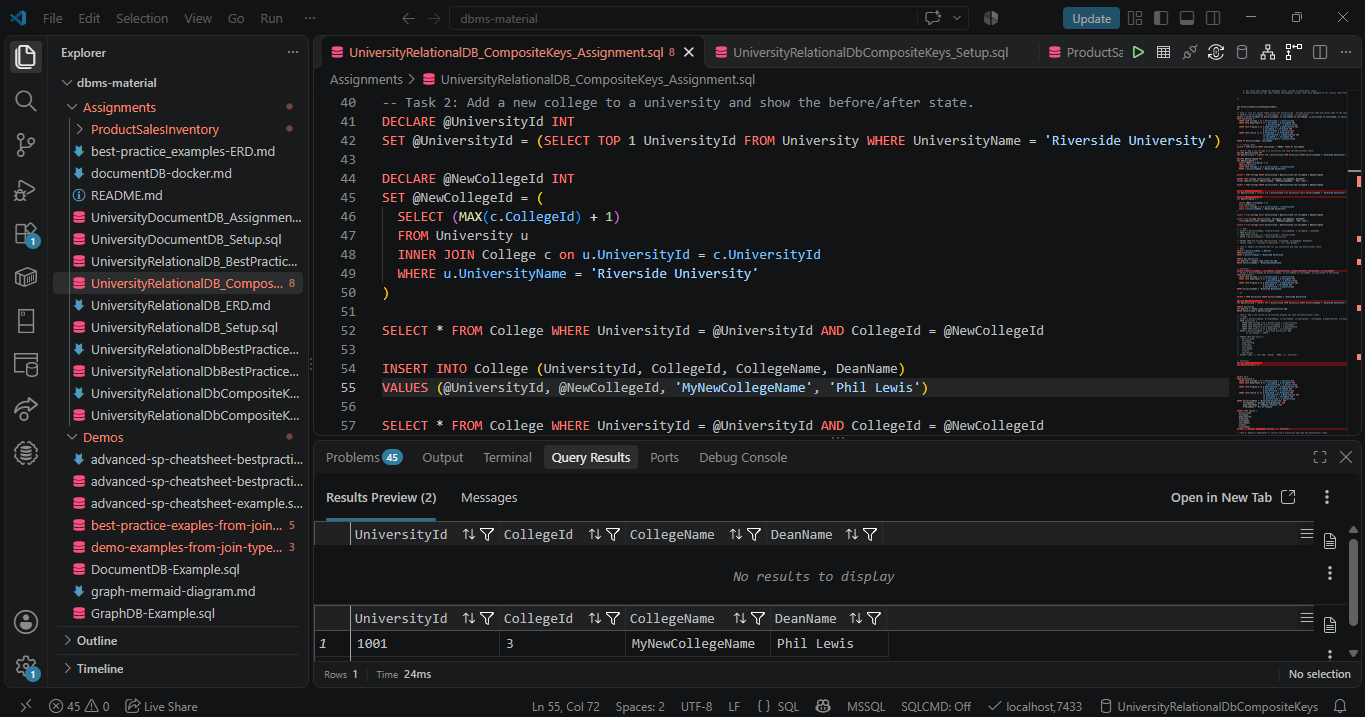 File Edit Selection View Go Run ··· dbms-material Update
Explorer ···
dbms-material
Assignments
ProductSalesInventory
best-practice_examples-ERD.md
documentDB-docker.md
README.md
UniversityDocumentDB_Assignmen...
UniversityDocumentDB_Setup.sql
UniversityRelationalDB_BestPractic...
UniversityRelationalDB_Compos... 8
UniversityRelationalDB_ERD.md
UniversityRelationalDB_Setup.sql
UniversityRelationalDbBestPractice...
UniversityRelationalDbBestPractice...
UniversityRelationalDbCompositeK...
UniversityRelationalDbCompositeK...
Demos
advanced-sp-cheatsheet-bestpracti...
advanced-sp-cheatsheet-bestpracti...
advanced-sp-cheatsheet-example.s...
best-practice-exaples-from-join... 5
demo-examples-from-join-type... 3
DocumentDB-Example.sql
graph-mermaid-diagram.md
GraphDB-Example.sql
Outline
Timeline
1
1
UniversityRelationalDB_CompositeKeys_Assignment.sql 8 UniversityRelationalDbCompositeKeys_Setup.sql ProductSa
Assignments > UniversityRelationalDB_CompositeKeys_Assignment.sql
40 -- Task 2: Add a new college to a university and show the before/after state.
41 DECLARE @UniversityId INT
42 SET @UniversityId = (SELECT TOP 1 UniversityId FROM University WHERE UniversityName = 'Riverside University')
43
44 DECLARE @NewCollegeId INT
45 SET @NewCollegeId = (
46 SELECT (MAX(c.CollegeId) + 1)
47 FROM University u
48 INNER JOIN College c on u.UniversityId = c.UniversityId
49 WHERE u.UniversityName = 'Riverside University'
50 )
51
52 SELECT * FROM College WHERE UniversityId = @UniversityId AND CollegeId = @NewCollegeId
53
54 INSERT INTO College (UniversityId, CollegeId, CollegeName, DeanName)
55 VALUES (@UniversityId, @NewCollegeId, 'MyNewCollegeName', 'Phil Lewis')
56
57 SELECT * FROM College WHERE UniversityId = @UniversityId AND CollegeId = @NewCollegeId
Problems 45 Output Terminal Query Results Ports Debug Console
Results Preview (2) Messages Open in New Tab
UniversityId CollegeId CollegeName DeanName
No results to display
UniversityId CollegeId CollegeName DeanName
1 1001 3 MyNewCollegeName Phil Lewis
Rows 1 Time 24ms No selection
45 0 Live Share Ln 55, Col 72 Spaces: 2 UTF-8 LF { } SQL MSSQL SQLCMD: Off localhost,7433 UniversityRelationalDbCompositeKeys